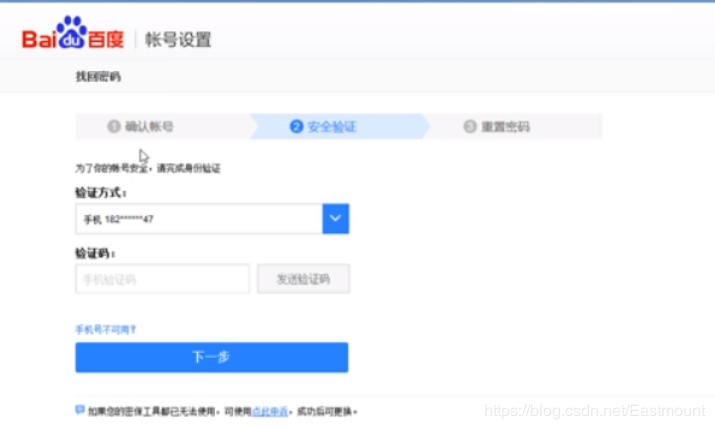 Bai du 百度 帐号设置
找回密码
1 确认帐号 2 安全验证 3 重置密码
为了你的帐号安全，请完成身份验证
验证方式：
手机 182******47
验证码：
手机验证码 发送验证码
手机号不可用？
下一步
如果您的密保工具都已无法使用，可使用点此申诉，成功后可更换。
https://blog.csdn.net/Eastmount